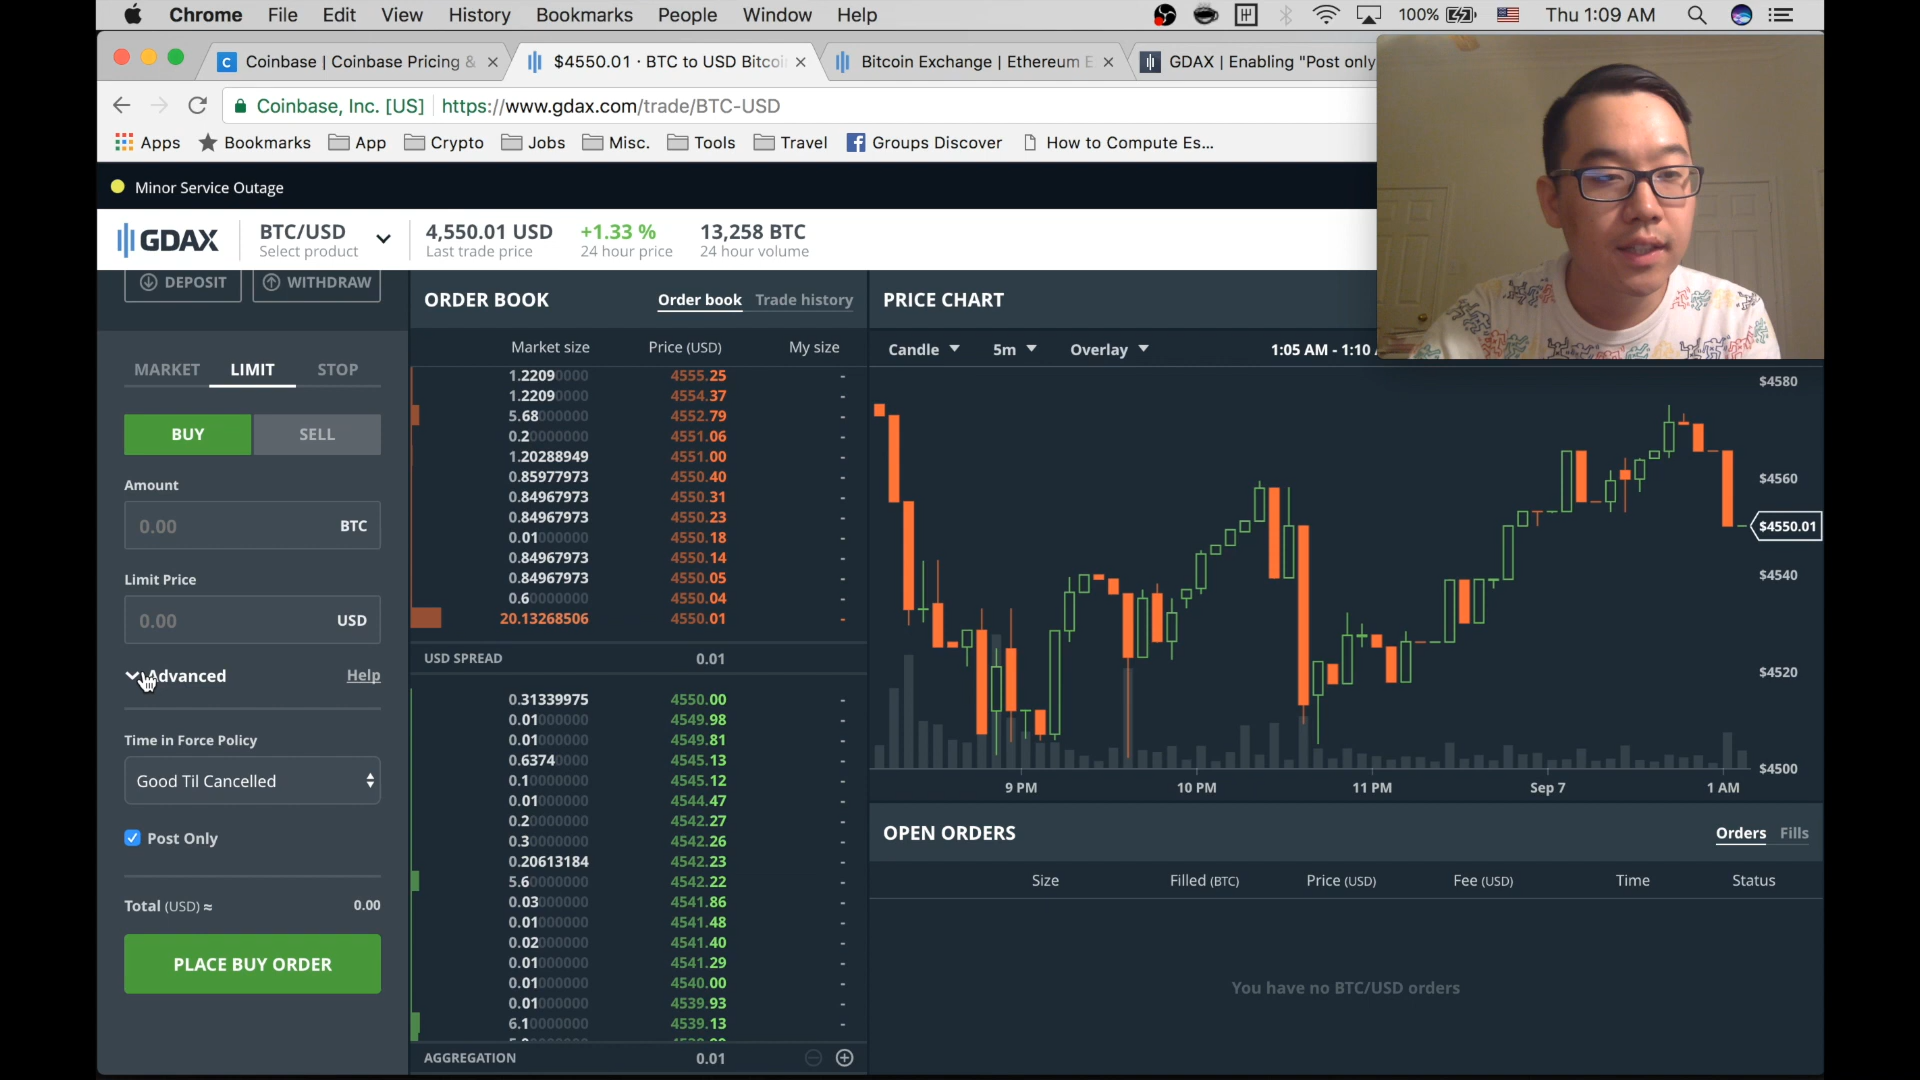 Chrome File Edit View History Bookmarks People Window Help 100% Thu 1:09 AM
Coinbase | Coinbase Pricing &
$4550.01 · BTC to USD Bitcoi
Bitcoin Exchange | Ethereum E
GDAX | Enabling "Post only
Coinbase, Inc. [US] https://www.gdax.com/trade/BTC-USD
Apps Bookmarks App Crypto Jobs Misc. Tools Travel Groups Discover How to Compute Es...
Minor Service Outage
GDAX
BTC/USD 4,550.01 USD +1.33 % 13,258 BTC
Select product Last trade price 24 hour price 24 hour volume
DEPOSIT WITHDRAW
MARKET LIMIT STOP
BUY SELL
Amount
0.00 BTC
Limit Price
0.00 USD
Advanced Help
Time in Force Policy
Good Til Cancelled
Post Only
Total (USD) ≈ 0.00
PLACE BUY ORDER
ORDER BOOK Order book Trade history
Market size Price (USD) My size
1.22090000 4555.25 -
1.22090000 4554.37 -
5.68000000 4552.79 -
0.20000000 4551.06 -
1.20288949 4551.00 -
0.85977973 4550.40 -
0.84967973 4550.31 -
0.84967973 4550.23 -
0.01000000 4550.18 -
0.84967973 4550.14 -
0.84967973 4550.05 -
0.60000000 4550.04 -
20.13268506 4550.01 -
USD SPREAD 0.01
0.31339975 4550.00 -
0.01000000 4549.98 -
0.01000000 4549.81 -
0.63740000 4545.13 -
0.10000000 4545.12 -
0.01000000 4544.47 -
0.20000000 4542.27 -
0.30000000 4542.26 -
0.20613184 4542.23 -
5.60000000 4542.22 -
0.03000000 4541.86 -
0.01000000 4541.48 -
0.02000000 4541.40 -
0.01000000 4541.29 -
0.01000000 4540.00 -
0.01000000 4539.93 -
6.10000000 4539.13 -
AGGREGATION 0.01
PRICE CHART
Candle 5m Overlay 1:05 AM - 1:10
$4580
$4560
$4550.01
$4540
$4520
$4500
9 PM 10 PM 11 PM Sep 7 1 AM
OPEN ORDERS Orders Fills
Size Filled (BTC) Price (USD) Fee (USD) Time Status
You have no BTC/USD orders